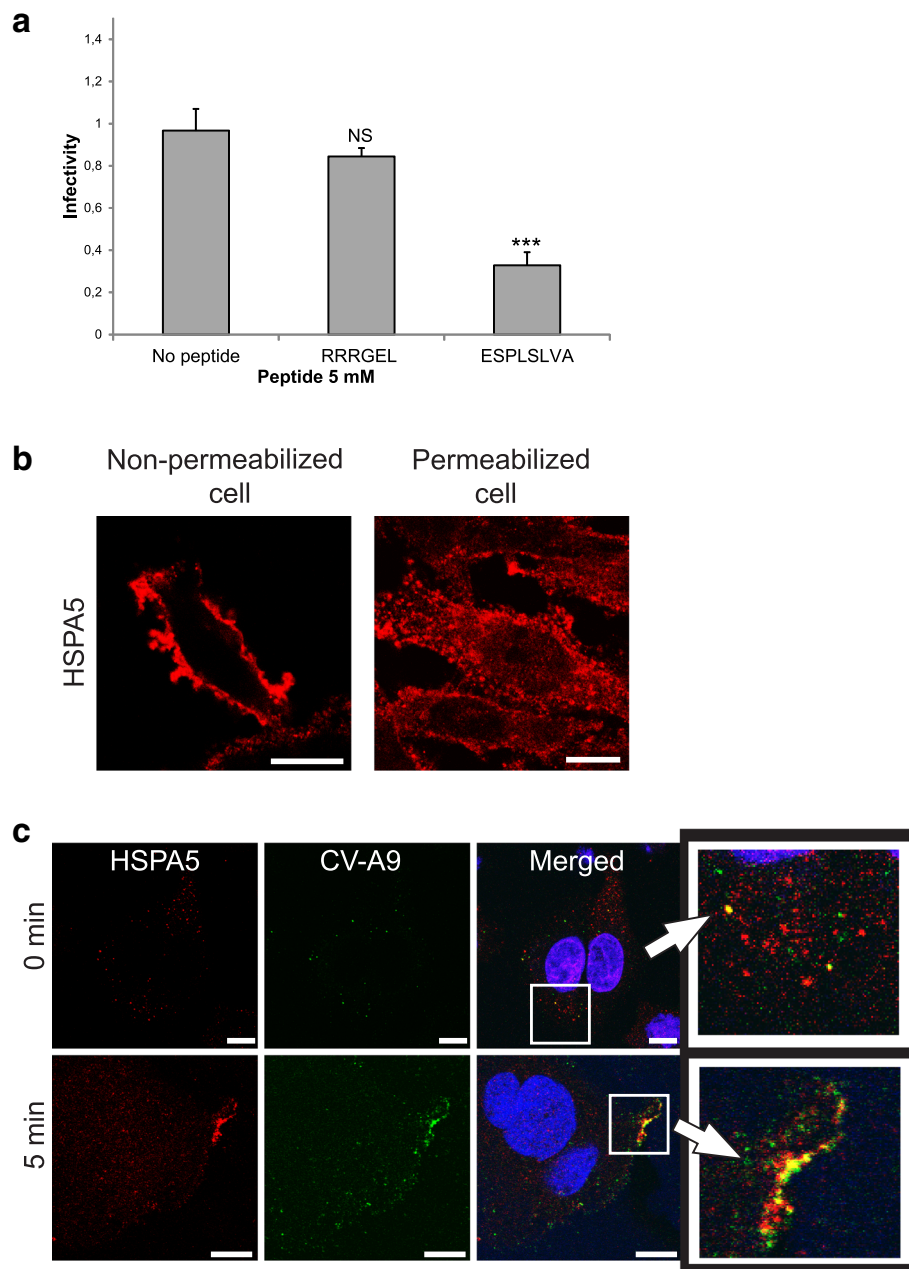 a
1,4
1,2
1
0,8
0,6
0,4
0,2
0
Infectivity
NS
***
No peptide RRRGEL ESPLSLVA
Peptide 5 mM
b
Non-permeabilized
cell
Permeabilized
cell
HSPA5
c
HSPA5 CV-A9 Merged
0 min
5 min